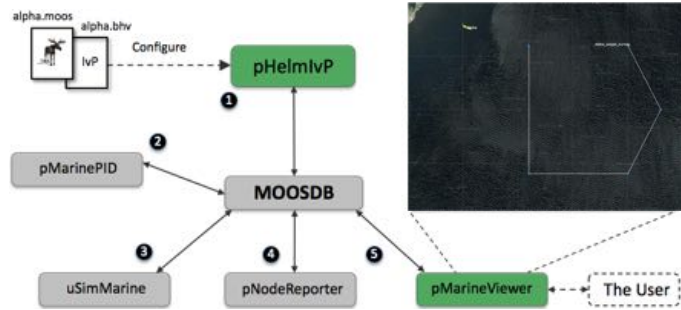 alpha.moos
alpha.bhv
IvP
Configure
pHelmIvP
1
2
pMarinePID
MOOSDB
3
4
5
uSimMarine
pNodeReporter
pMarineViewer
The User